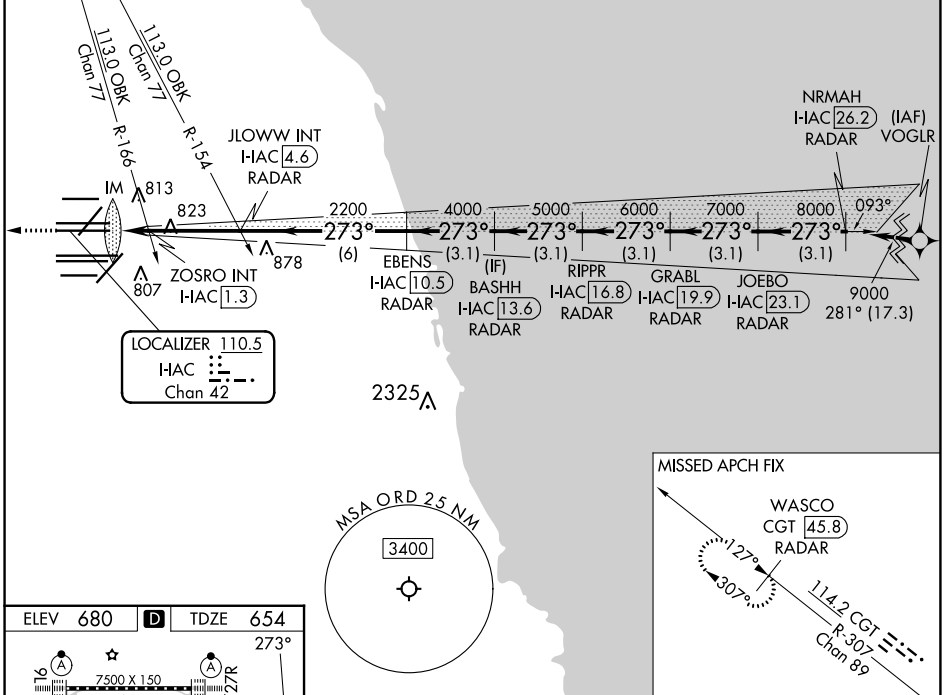 113.0 OBK
Chan 77
R-166
113.0 OBK
Chan 77
R-154
JLOWW INT
I-IAC 4.6
RADAR
NRMAH
I-IAC 26.2
RADAR
(IAF)
VOGLR
IM
813
823
878
807
ZOSRO INT
I-IAC 1.3
2200
273°
(6)
4000
273°
(3.1)
5000
273°
(3.1)
6000
273°
(3.1)
7000
273°
(3.1)
8000
273°
(3.1)
093°
9000
281° (17.3)
EBENS
I-IAC 10.5
RADAR
(IF)
BASHH
I-IAC 13.6
RADAR
RIPPR
I-IAC 16.8
RADAR
GRABL
I-IAC 19.9
RADAR
JOEBO
I-IAC 23.1
RADAR
LOCALIZER 110.5
I-IAC
Chan 42
2325
MSA ORD 25 NM
3400
MISSED APCH FIX
WASCO
CGT 45.8
RADAR
127°
307°
114.2 CGT
R-307
Chan 89
ELEV 680 D TDZE 654
273°
A
A
16
7500 X 150
27R